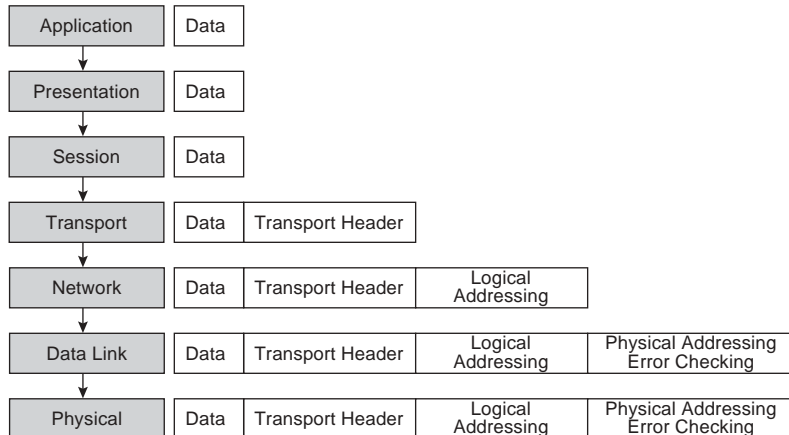 Application Data
Presentation Data
Session Data
Transport Data Transport Header
Network Data Transport Header Logical
Addressing
Data Link Data Transport Header Logical
Addressing Physical Addressing
Error Checking
Physical Data Transport Header Logical
Addressing Physical Addressing
Error Checking